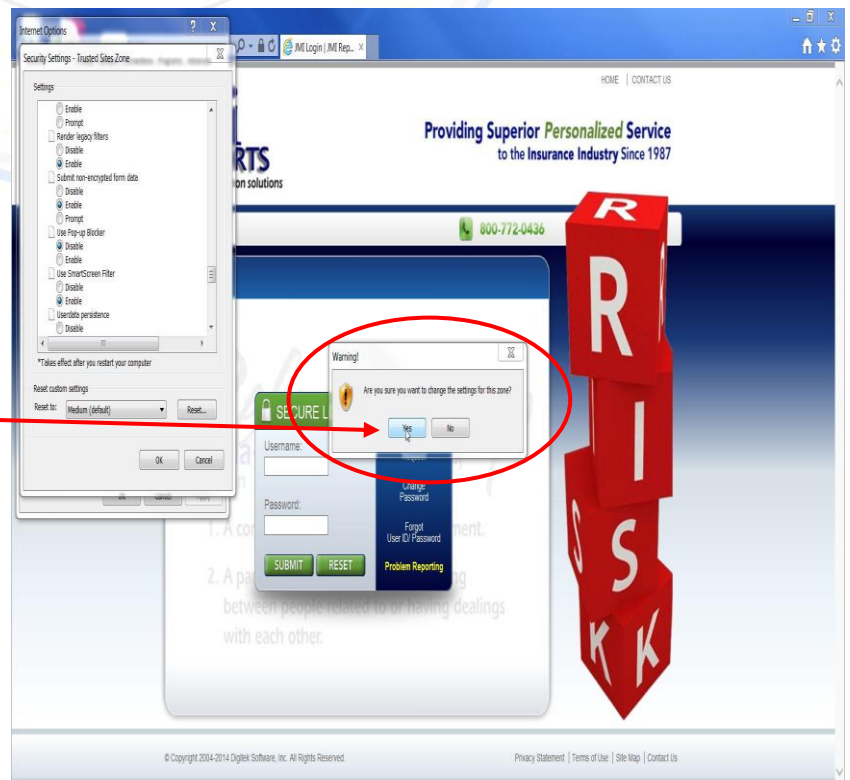 Internet Options
? X
Security Settings - Trusted Sites Zone
Settings
Enable
Prompt
Render legacy filters
Disable
Enable
Submit non-encrypted form data
Disable
Enable
Prompt
Use Pop-up Blocker
Disable
Enable
Use SmartScreen Filter
Disable
Enable
Userdata persistence
Disable
*Takes effect after you restart your computer
Reset custom settings
Reset to: Medium (default) Reset...
OK Cancel
JMI Login | JMI Rep...
HOME | CONTACT US
RTS
on solutions
Providing Superior Personalized Service
to the Insurance Industry Since 1987
800-772-0436
Warning!
Are you sure you want to change the settings for this zone?
Yes No
SECURE L
Username:
Password:
SUBMIT RESET
Change
Password
Forgot
User ID/ Password
Problem Reporting
1. A
2. A
between people related to or having dealings
with each other.
R
R
I
S
S
K
K
© Copyright 2004-2014 Digitek Software, Inc. All Rights Reserved.
Privacy Statement | Terms of Use | Site Map | Contact Us